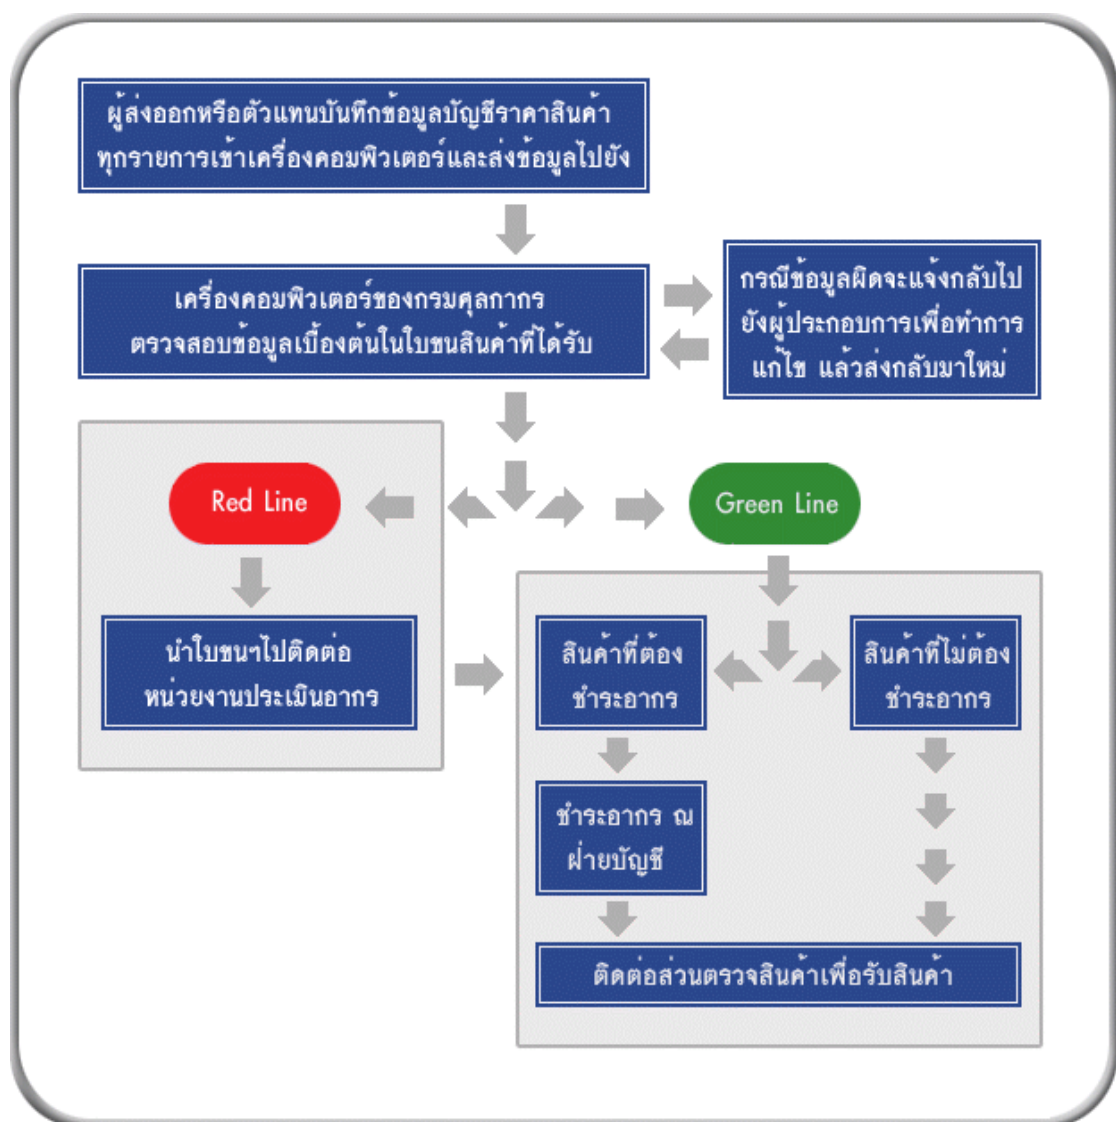 ผู้ส่งออกหรือตัวแทนบันทึกข้อมูลบัญชีราคาสินค้า
ทุกรายการเข้าเครื่องคอมพิวเตอร์และส่งข้อมูลไปยัง
เครื่องคอมพิวเตอร์ของกรมศุลกากร
ตรวจสอบข้อมูลเบื้องต้นในใบขนสินค้าที่ได้รับ
กรณีข้อมูลผิดจะแจ้งกลับไป
ยังผู้ประกอบการเพื่อทำการ
แก้ไข แล้วส่งกลับมาใหม่
Red Line
Green Line
นำใบขนฯไปติดต่อ
หน่วยงานประเมินอากร
สินค้าที่ต้อง
ชำระอากร
สินค้าที่ไม่ต้อง
ชำระอากร
ชำระอากร ณ
ฝ่ายบัญชี
ติดต่อส่วนตรวจสินค้าเพื่อรับสินค้า